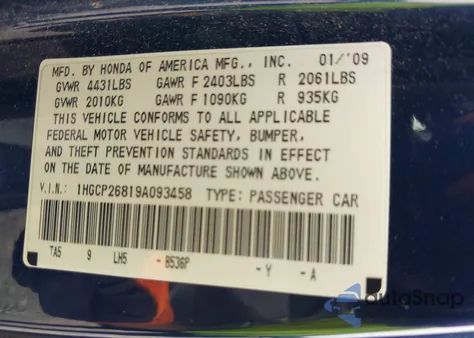 MFD. BY HONDA OF AMERICA MFG., INC. 01/'09
GVWR 4431LBS GAWR F 2403LBS R 2061LBS
GVWR 2010KG GAWR F 1090KG R 935KG
THIS VEHICLE CONFORMS TO ALL APPLICABLE
FEDERAL MOTOR VEHICLE SAFETY, BUMPER,
AND THEFT PREVENTION STANDARDS IN EFFECT
ON THE DATE OF MANUFACTURE SHOWN ABOVE.
V.I.N: 1HGCP26819A093458 TYPE: PASSENGER CAR
TA5 9 LH5 - B536P -Y -A
autoSnap